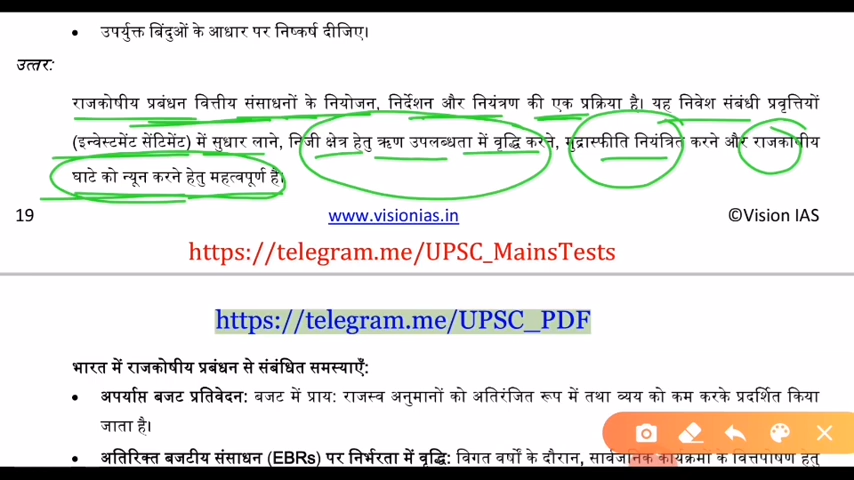 • उपर्युक्त बिंदुओं के आधार पर निष्कर्ष दीजिए।
उत्तर:
राजकोषीय प्रबंधन वित्तीय संसाधनों के नियोजन, निर्देशन और नियंत्रण की एक प्रक्रिया है। यह निवेश संबंधी प्रवृत्तियों
(इन्वेस्टमेंट सेंटिमेंट) में सुधार लाने, निजी क्षेत्र हेतु ऋण उपलब्धता में वृद्धि करने, मुद्रास्फीति नियंत्रित करने और राजकोषीय
घाटे को न्यून करने हेतु महत्वपूर्ण है।
19 www.visionias.in ©Vision IAS
https://telegram.me/UPSC_MainsTests
https://telegram.me/UPSC_PDF
भारत में राजकोषीय प्रबंधन से संबंधित समस्याएँ:
• अपर्याप्त बजट प्रतिवेदन: बजट में प्राय: राजस्व अनुमानों को अतिरंजित रूप में तथा व्यय को कम करके प्रदर्शित किया
जाता है।
• अतिरिक्त बजटीय संसाधन (EBRs) पर निर्भरता में वृद्धि: विगत वर्षों के दौरान, सार्वजनिक कार्यक्रमों के वित्तपोषण हेतु